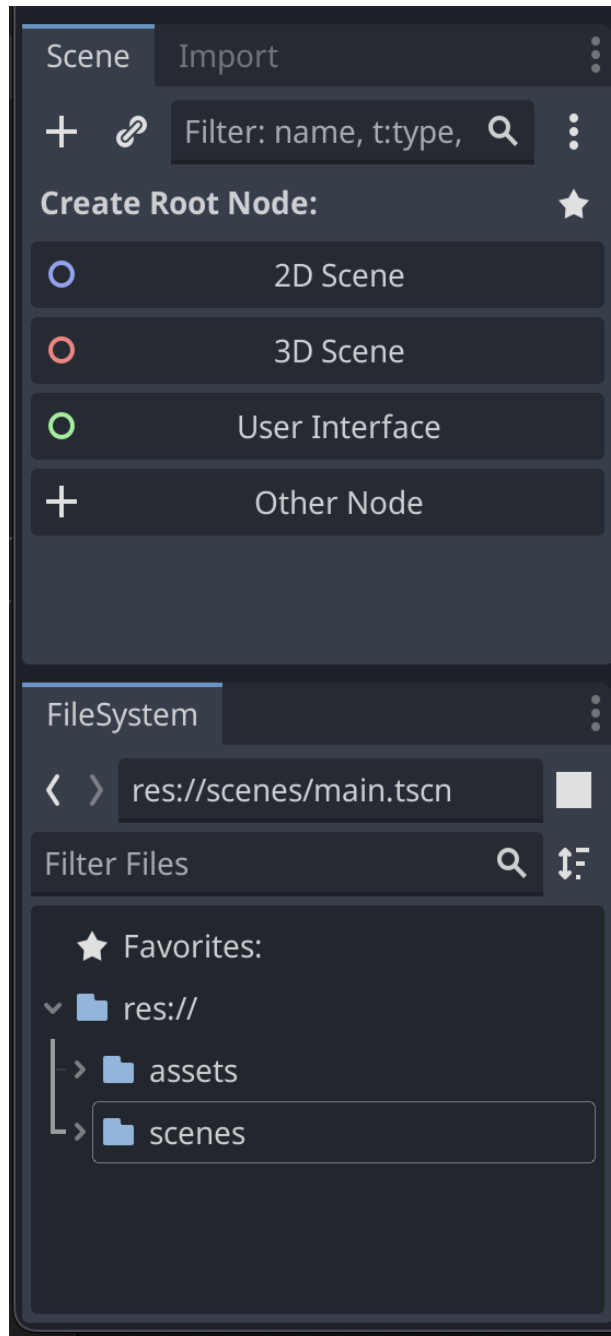 Scene Import
Filter: name, t:type,
Create Root Node:
2D Scene
3D Scene
User Interface
Other Node
FileSystem
res://scenes/main.tscn
Filter Files
Favorites:
res://
assets
scenes